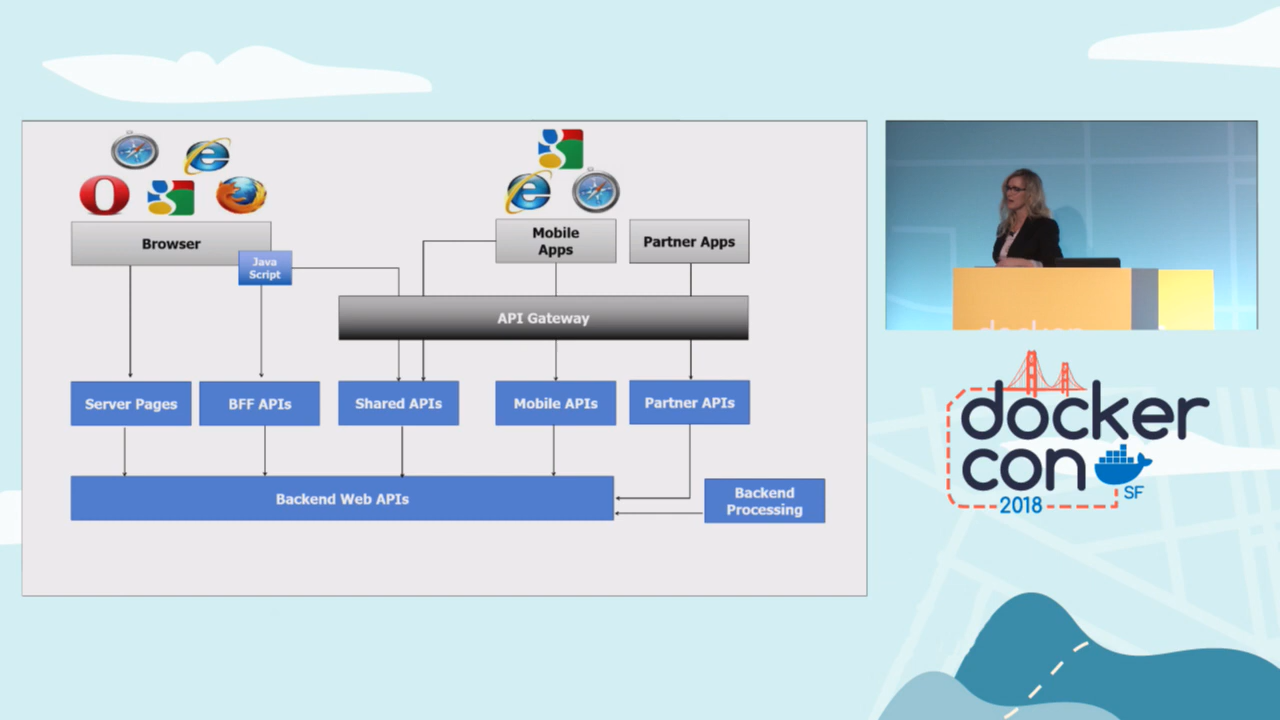 Browser
Java
Script
Mobile
Apps
Partner Apps
API Gateway
Server Pages
BFF APIs
Shared APIs
Mobile APIs
Partner APIs
Backend Web APIs
Backend
Processing
docker
con
SF
2018